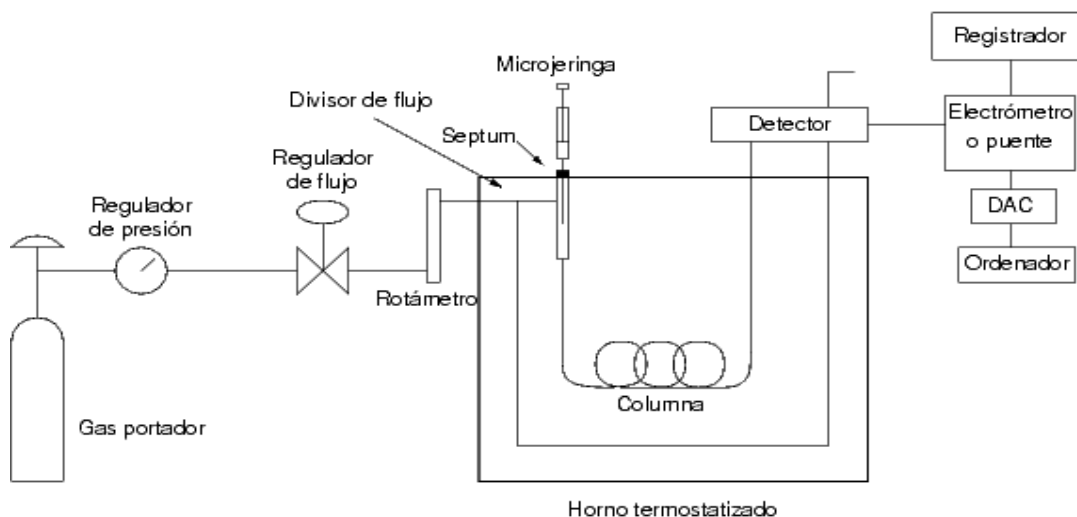 Registrador
Microjeringa
Divisor de flujo
Septum
Detector
Electrómetro
o puente
Regulador
de flujo
Regulador
de presión
DAC
Ordenador
Rotámetro
Columna
Gas portador
Horno termostatizado